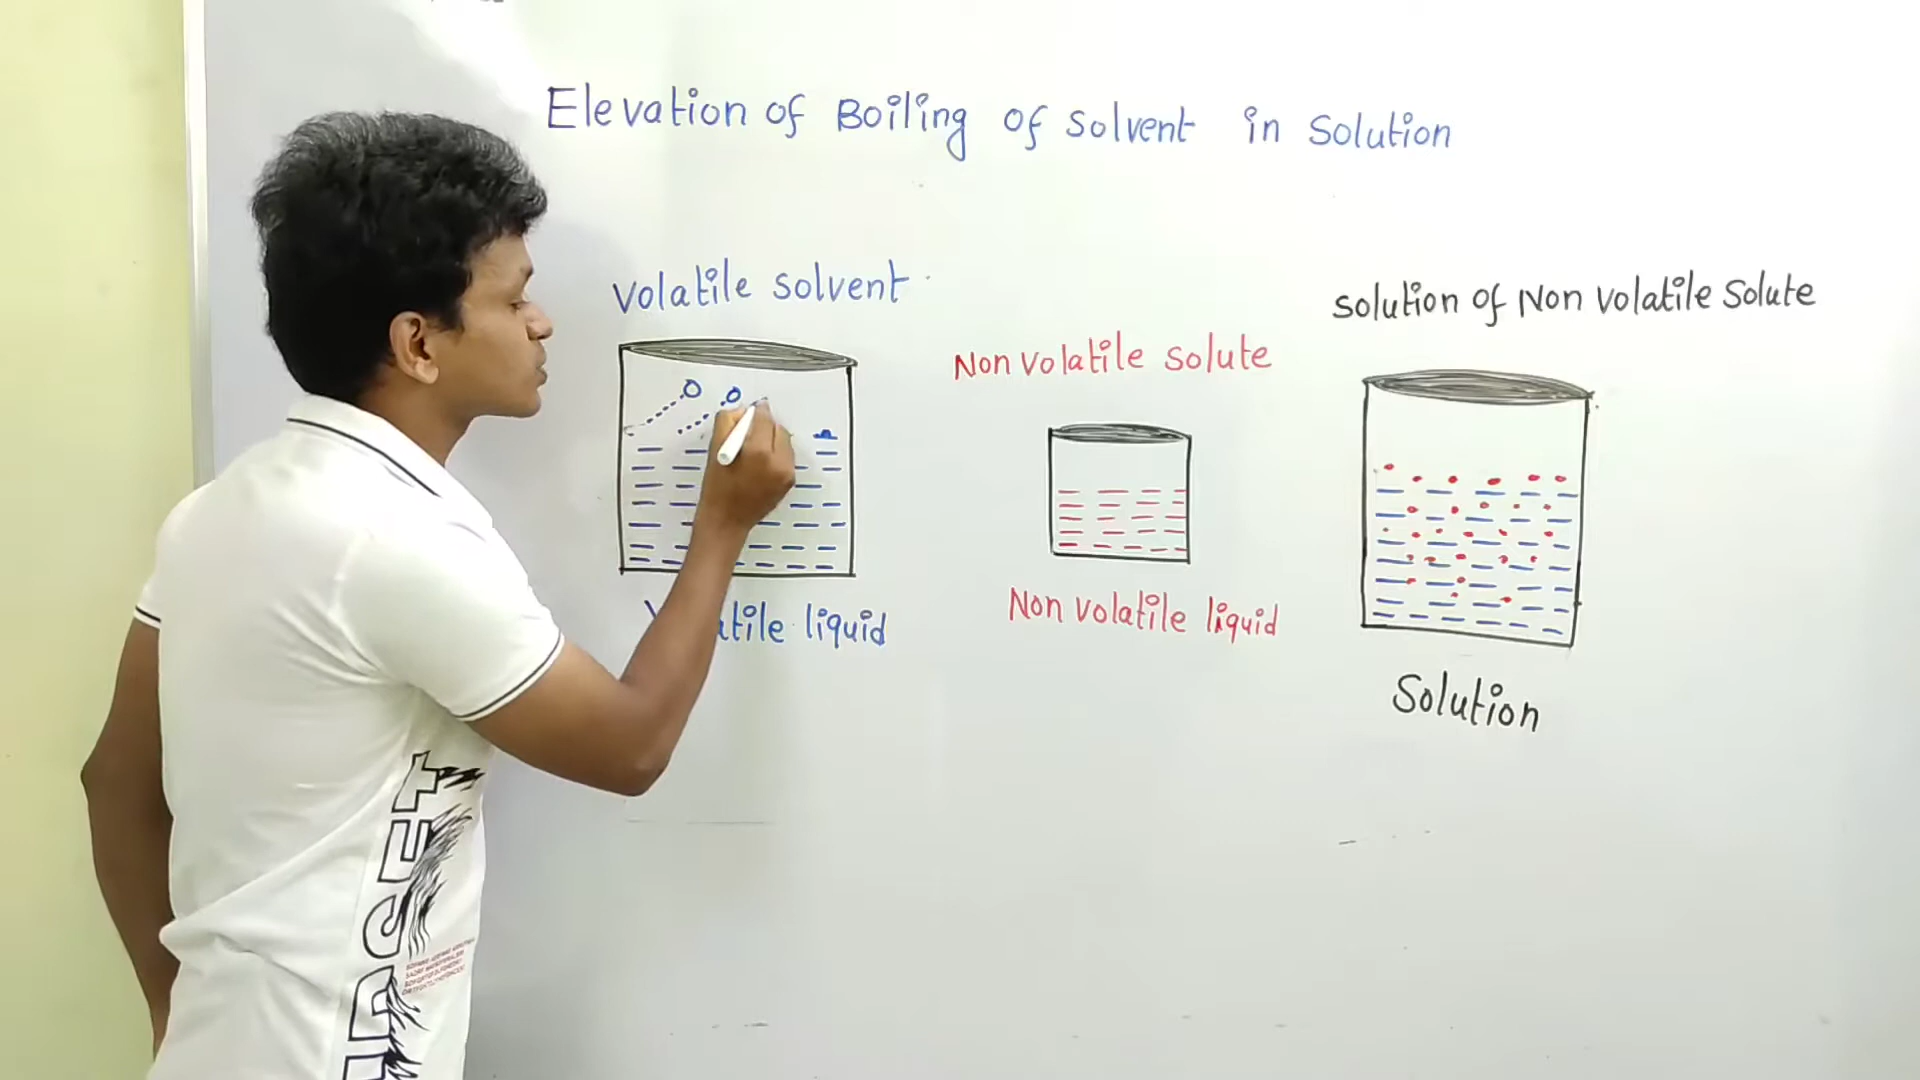 Elevation of Boiling of solvent in solution
Volatile solvent
solution of Non volatile Solute
Non volatile solute
liquid
Non volatile liquid
Solution